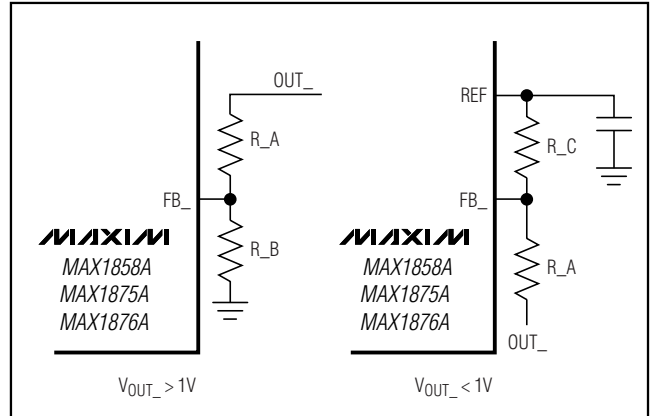 OUT_
R_A
FB_
R_B
MAXIM
MAX1858A
MAX1875A
MAX1876A
VOUT_ > 1V
REF
R_C
FB_
R_A
MAXIM
MAX1858A
MAX1875A
MAX1876A
OUT_
VOUT_ < 1V